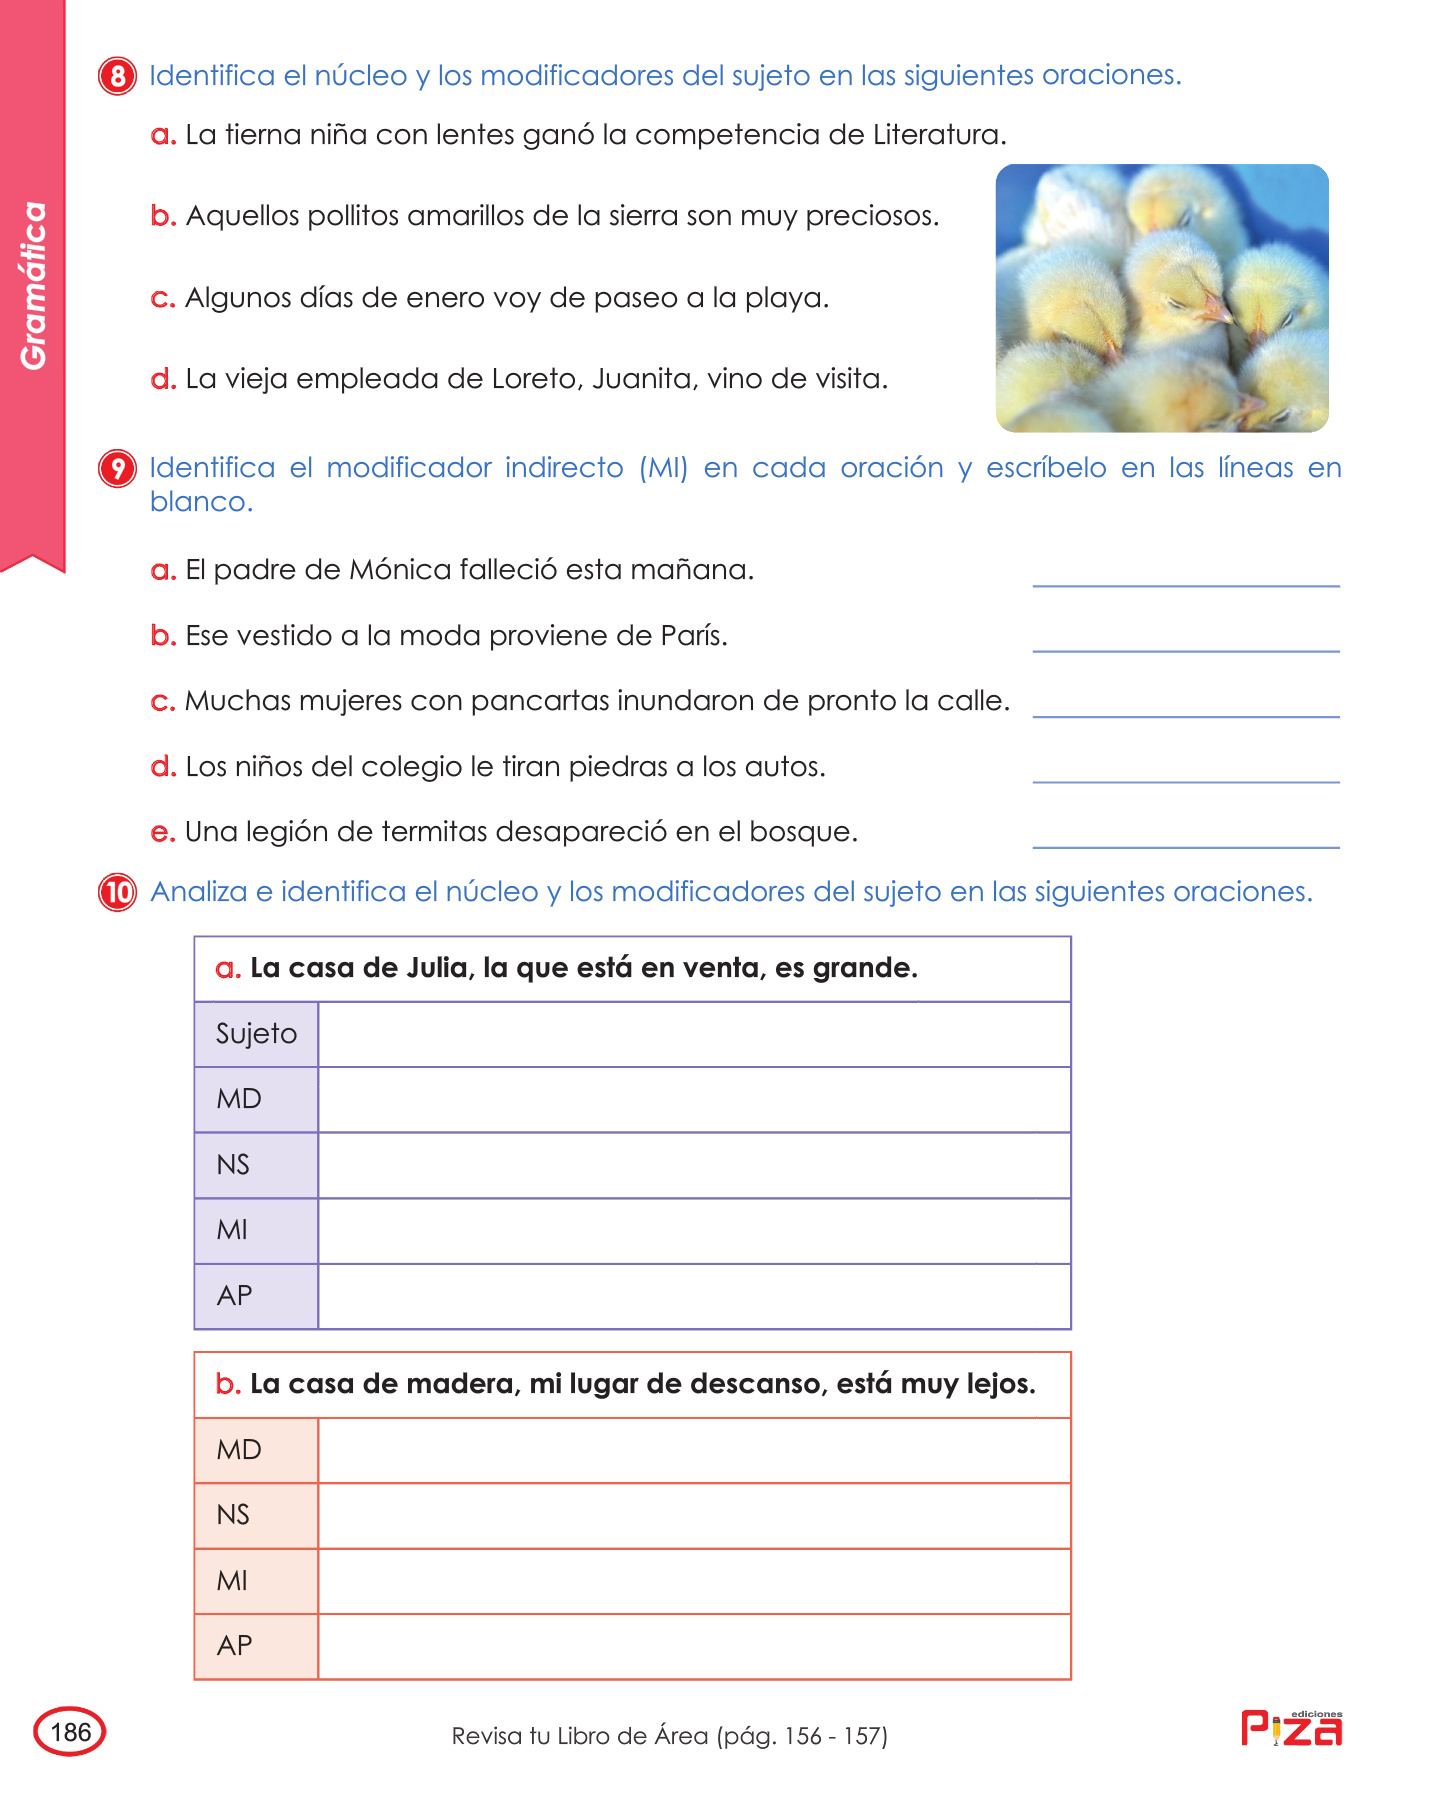 Gramática
8 Identifica el núcleo y los modificadores del sujeto en las siguientes oraciones.
a. La tierna niña con lentes ganó la competencia de Literatura.
b. Aquellos pollitos amarillos de la sierra son muy preciosos.
c. Algunos días de enero voy de paseo a la playa.
d. La vieja empleada de Loreto, Juanita, vino de visita.
9 Identifica el modificador indirecto (MI) en cada oración y escríbelo en las líneas en
blanco.
a. El padre de Mónica falleció esta mañana.
b. Ese vestido a la moda proviene de París.
c. Muchas mujeres con pancartas inundaron de pronto la calle.
d. Los niños del colegio le tiran piedras a los autos.
e. Una legión de termitas desapareció en el bosque.
10 Analiza e identifica el núcleo y los modificadores del sujeto en las siguientes oraciones.
a. La casa de Julia, la que está en venta, es grande.
Sujeto
MD
NS
MI
AP
b. La casa de madera, mi lugar de descanso, está muy lejos.
MD
NS
MI
AP
186
Revisa tu Libro de Área (pág. 156 - 157)
ediciones
Piza